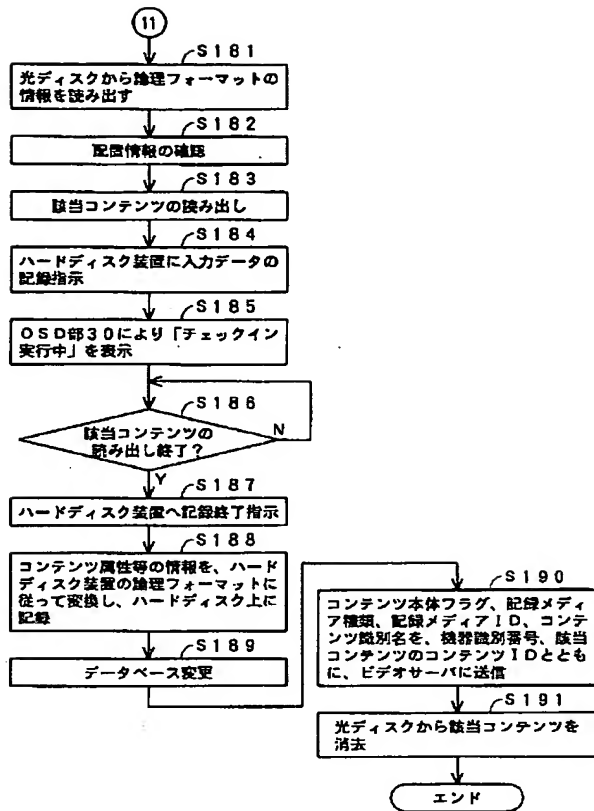 11
S181
光ディスクから論理フォーマットの
情報を読み出す
S182
配置情報の確認
S183
該当コンテンツの読み出し
S184
ハードディスク装置に入力データの
記録指示
S185
OSD部30により「チェックイン
実行中」を表示
S186
該当コンテンツの
読み出し終了?
N
Y
S187
ハードディスク装置へ記録終了指示
S188
コンテンツ属性等の情報を、ハード
ディスク装置の論理フォーマットに
従って変換し、ハードディスク上に
記録
S189
データベース変更
S190
コンテンツ本体フラグ、記録メディ
ア種類、記録メディアID、コンテ
ンツ識別名を、機器識別番号、該当
コンテンツのコンテンツIDととも
に、ビデオサーバに送信
S191
光ディスクから該当コンテンツを
消去
エンド